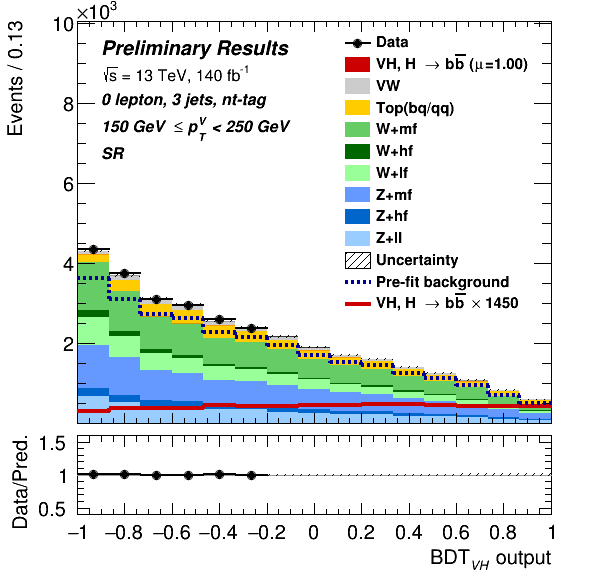 10 ×10³
Preliminary Results
√s = 13 TeV, 140 fb⁻¹
0 lepton, 3 jets, nt-tag
150 GeV ≤ p_T^V < 250 GeV
SR
Data
VH, H → bb̅ (μ=1.00)
VW
Top(bq/qq)
W+mf
W+hf
W+lf
Z+mf
Z+hf
Z+ll
Uncertainty
Pre-fit background
VH, H → bb̅ × 1450
Events / 0.13
8
6
4
2
Data/Pred.
1.5
1
0.5
−1 −0.8 −0.6 −0.4 −0.2 0 0.2 0.4 0.6 0.8 1
BDT_VH output